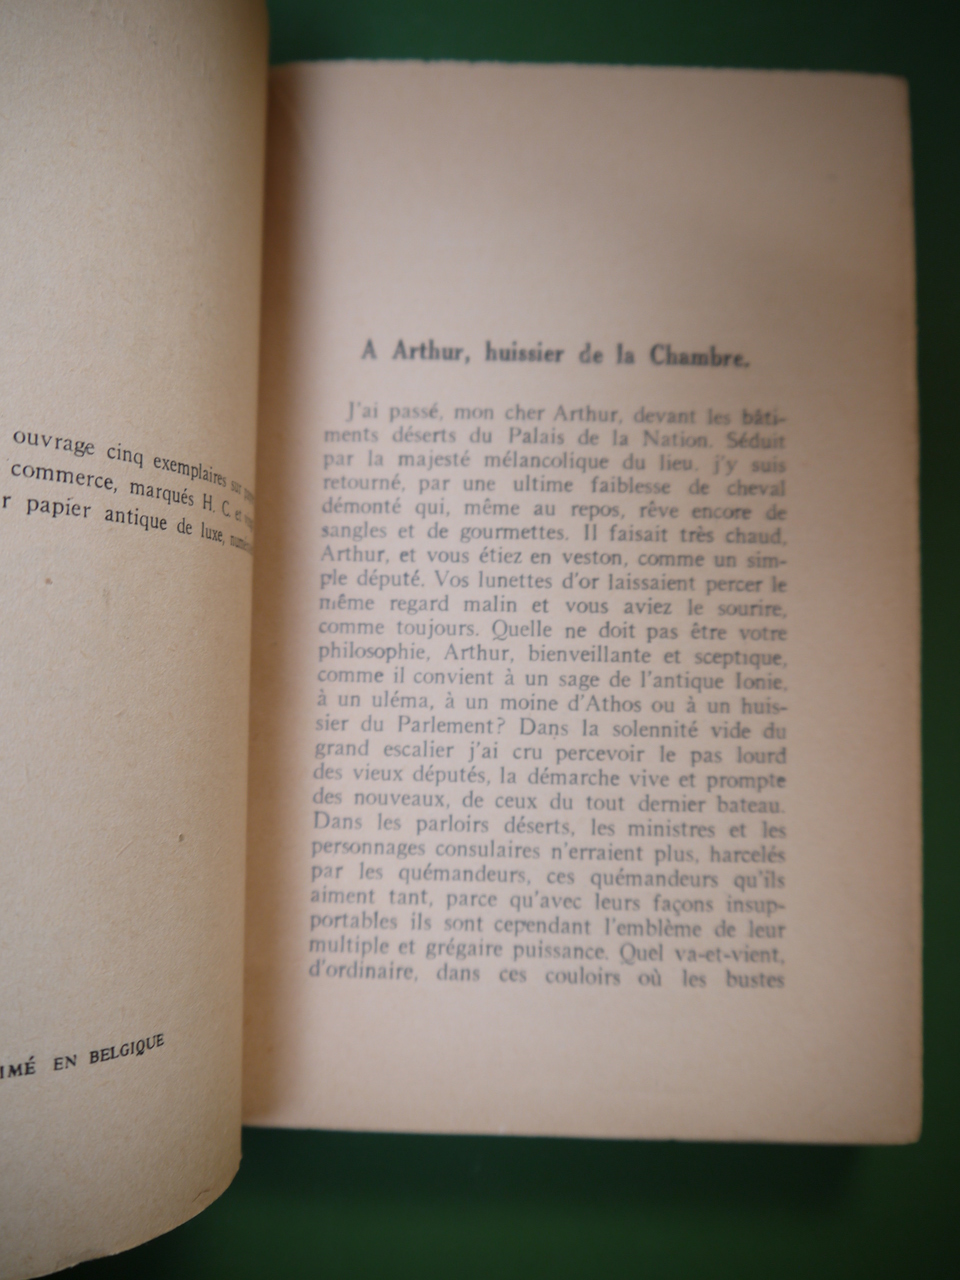 ouvrage cinq exemplaires sur
commerce, marqués H. C. et
r papier antique de luxe,
IMÉ EN BELGIQUE
A Arthur, huissier de la Chambre.
J'ai passé, mon cher Arthur, devant les bâti-
ments déserts du Palais de la Nation. Séduit
par la majesté mélancolique du lieu, j'y suis
retourné, par une ultime faiblesse de cheval
démonté qui, même au repos, rêve encore de
sangles et de gourmettes. Il faisait très chaud,
Arthur, et vous étiez en veston, comme un sim-
ple député. Vos lunettes d'or laissaient percer le
même regard malin et vous aviez le sourire,
comme toujours. Quelle ne doit pas être votre
philosophie, Arthur, bienveillante et sceptique,
comme il convient à un sage de l'antique Ionie,
à un uléma, à un moine d'Athos ou à un huis-
sier du Parlement? Dans la solennité vide du
grand escalier j'ai cru percevoir le pas lourd
des vieux députés, la démarche vive et prompte
des nouveaux, de ceux du tout dernier bateau.
Dans les parloirs déserts, les ministres et les
personnages consulaires n'erraient plus, harcelés
par les quémandeurs, ces quémandeurs qu'ils
aiment tant, parce qu'avec leurs façons insup-
portables ils sont cependant l'emblème de leur
multiple et grégaire puissance. Quel va-et-vient,
d'ordinaire, dans ces couloirs où les bustes